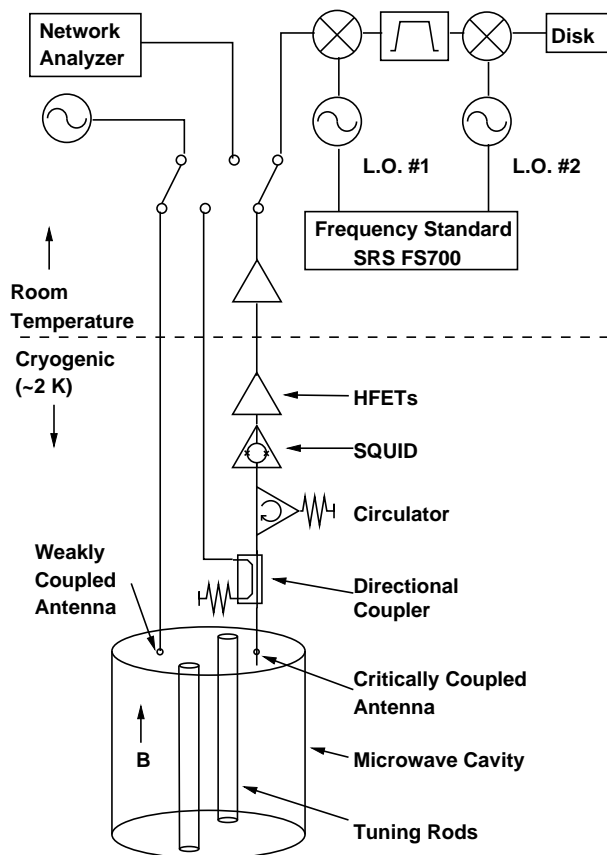 Network
Analyzer
Disk
L.O. #1
L.O. #2
Frequency Standard
SRS FS700
Room
Temperature
Cryogenic
(~2 K)
HFETs
SQUID
Circulator
Weakly
Coupled
Antenna
Directional
Coupler
Critically Coupled
Antenna
B
Microwave Cavity
Tuning Rods